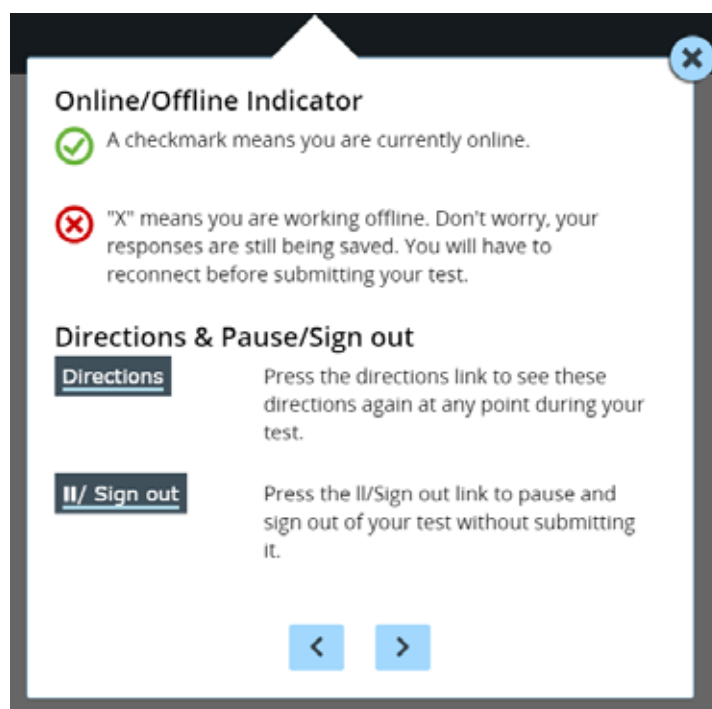 Online/Offline Indicator
A checkmark means you are currently online.
"X" means you are working offline. Don't worry, your
responses are still being saved. You will have to
reconnect before submitting your test.
Directions & Pause/Sign out
Directions
Press the directions link to see these
directions again at any point during your
test.
II/ Sign out
Press the ll/Sign out link to pause and
sign out of your test without submitting
it.